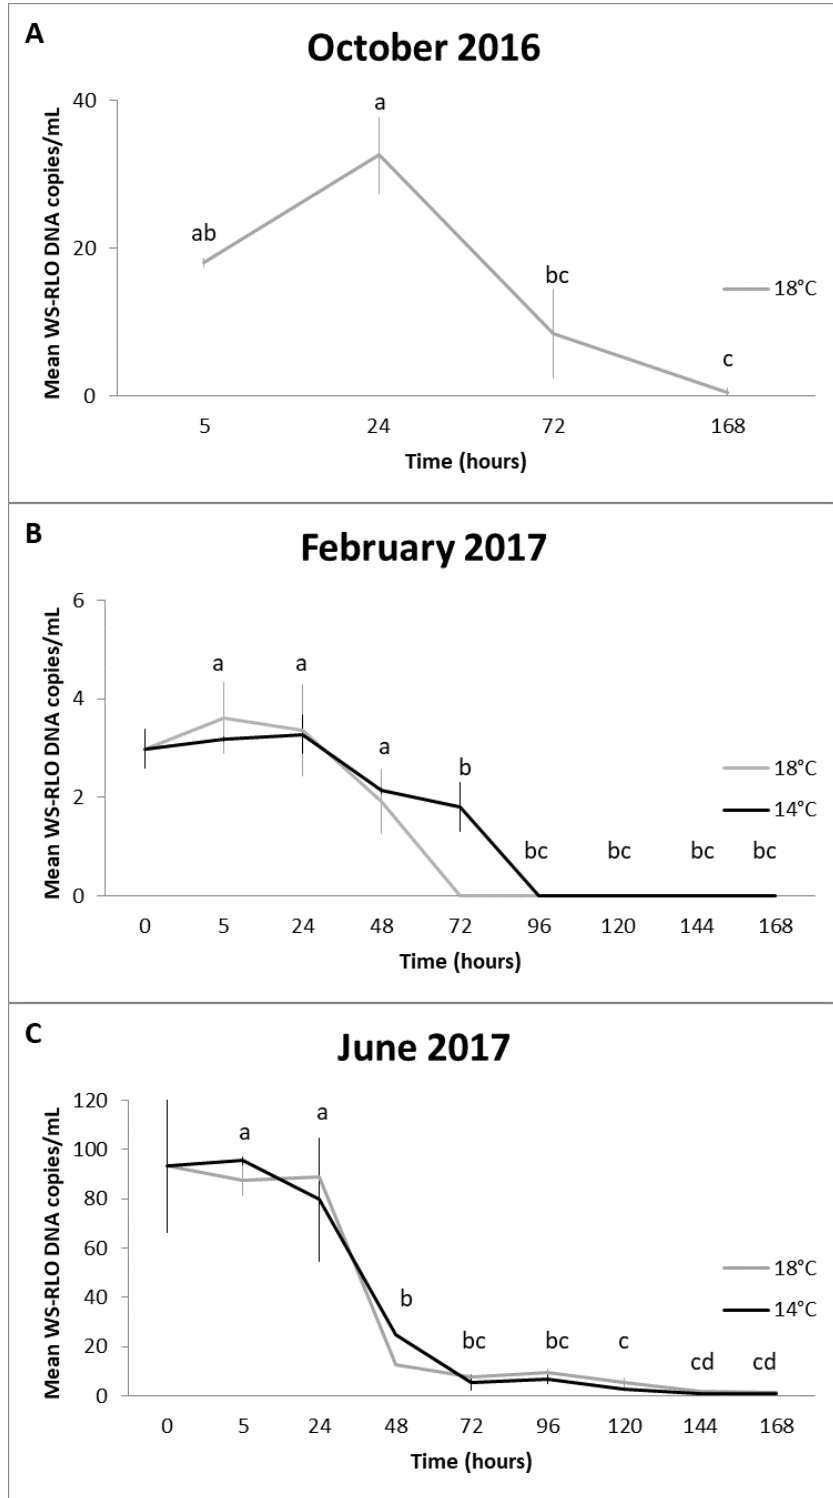 A
October 2016
Mean WS-RLO DNA copies/mL
40
20
0
a
ab
bc
c
18°C
5 24 72 168
Time (hours)
B
February 2017
Mean WS-RLO DNA copies/mL
6
4
2
0
a a
a
b
bc bc bc bc
18°C
14°C
0 5 24 48 72 96 120 144 168
Time (hours)
C
June 2017
Mean WS-RLO DNA copies/mL
120
100
80
60
40
20
0
a
a
b
bc bc c
cd cd
18°C
14°C
0 5 24 48 72 96 120 144 168
Time (hours)